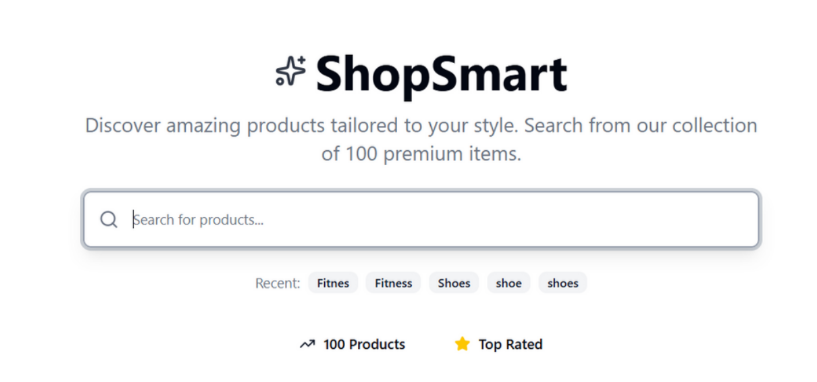 ShopSmart
Discover amazing products tailored to your style. Search from our collection
of 100 premium items.
Search for products...
Recent: Fitnes Fitness Shoes shoe shoes
100 Products Top Rated